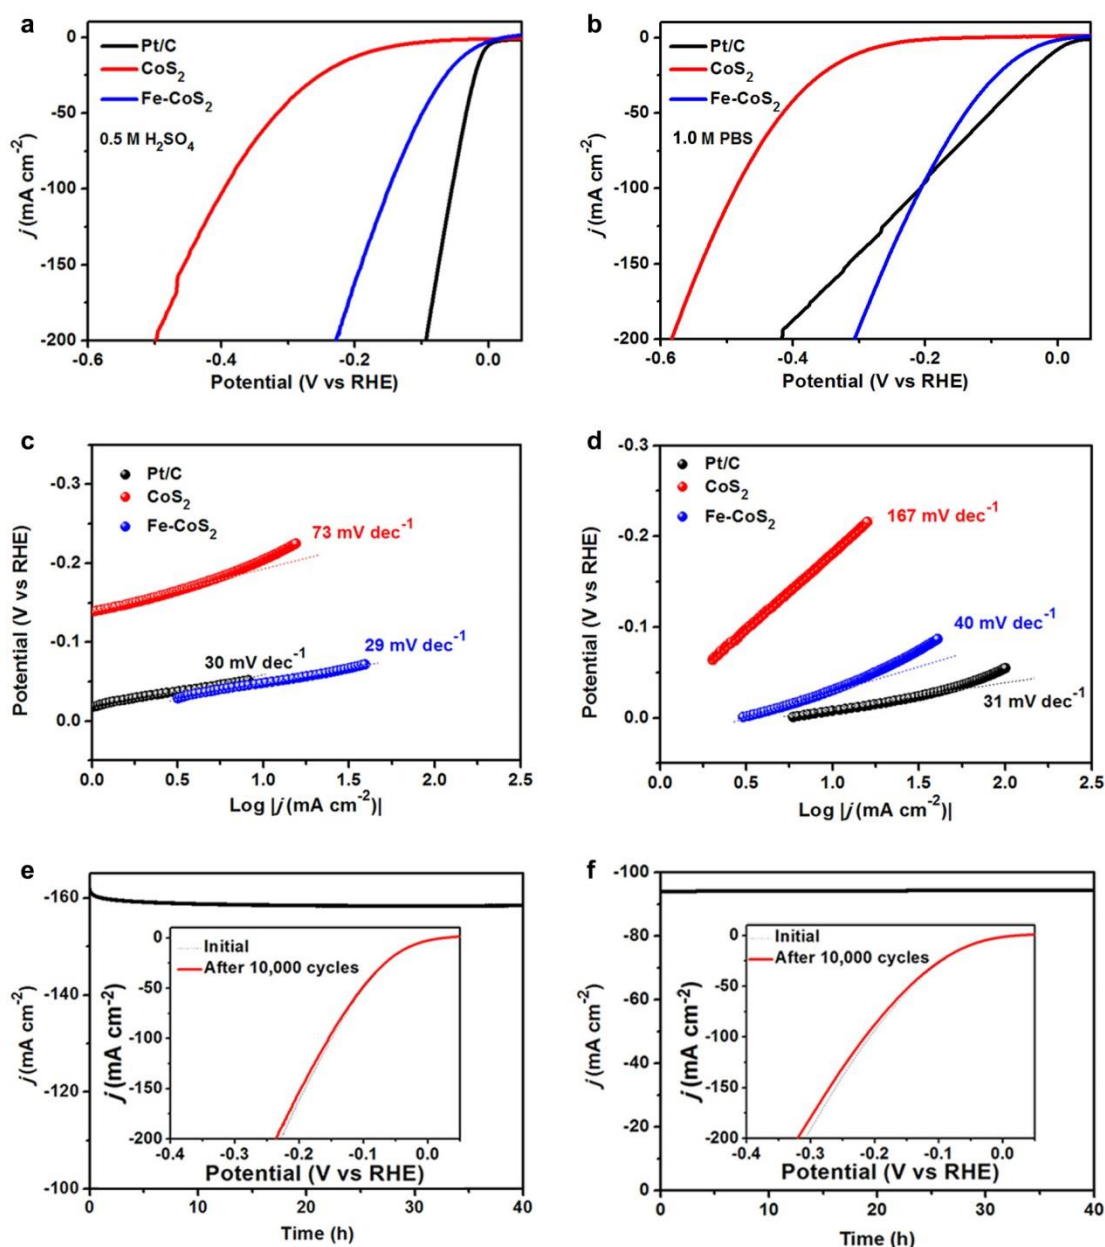 a
0
-50
-100
-150
-200
j (mA cm⁻²)
Pt/C
CoS₂
Fe-CoS₂
0.5 M H₂SO₄
-0.6 -0.4 -0.2 0.0
Potential (V vs RHE)
b
0
-50
-100
-150
-200
j (mA cm⁻²)
Pt/C
CoS₂
Fe-CoS₂
1.0 M PBS
-0.6 -0.4 -0.2 0.0
Potential (V vs RHE)
c
-0.3
-0.2
-0.1
0.0
Potential (V vs RHE)
Pt/C
CoS₂
Fe-CoS₂
73 mV dec⁻¹
30 mV dec⁻¹
29 mV dec⁻¹
0.0 0.5 1.0 1.5 2.0 2.5
Log |j (mA cm⁻²)|
d
-0.3
-0.2
-0.1
0.0
Potential (V vs RHE)
Pt/C
CoS₂
Fe-CoS₂
167 mV dec⁻¹
40 mV dec⁻¹
31 mV dec⁻¹
0.0 0.5 1.0 1.5 2.0 2.5
Log |j (mA cm⁻²)|
e
-160
-140
-120
-100
j (mA cm⁻²)
0
-50
-100
-150
-200
j (mA cm⁻²)
Initial
After 10,000 cycles
-0.4 -0.3 -0.2 -0.1 0.0
Potential (V vs RHE)
0 10 20 30 40
Time (h)
f
-100
-80
-60
-40
-20
0
j (mA cm⁻²)
0
-50
-100
-150
-200
j (mA cm⁻²)
Initial
After 10,000 cycles
-0.4 -0.3 -0.2 -0.1 0.0
Potential (V vs RHE)
0 10 20 30 40
Time (h)